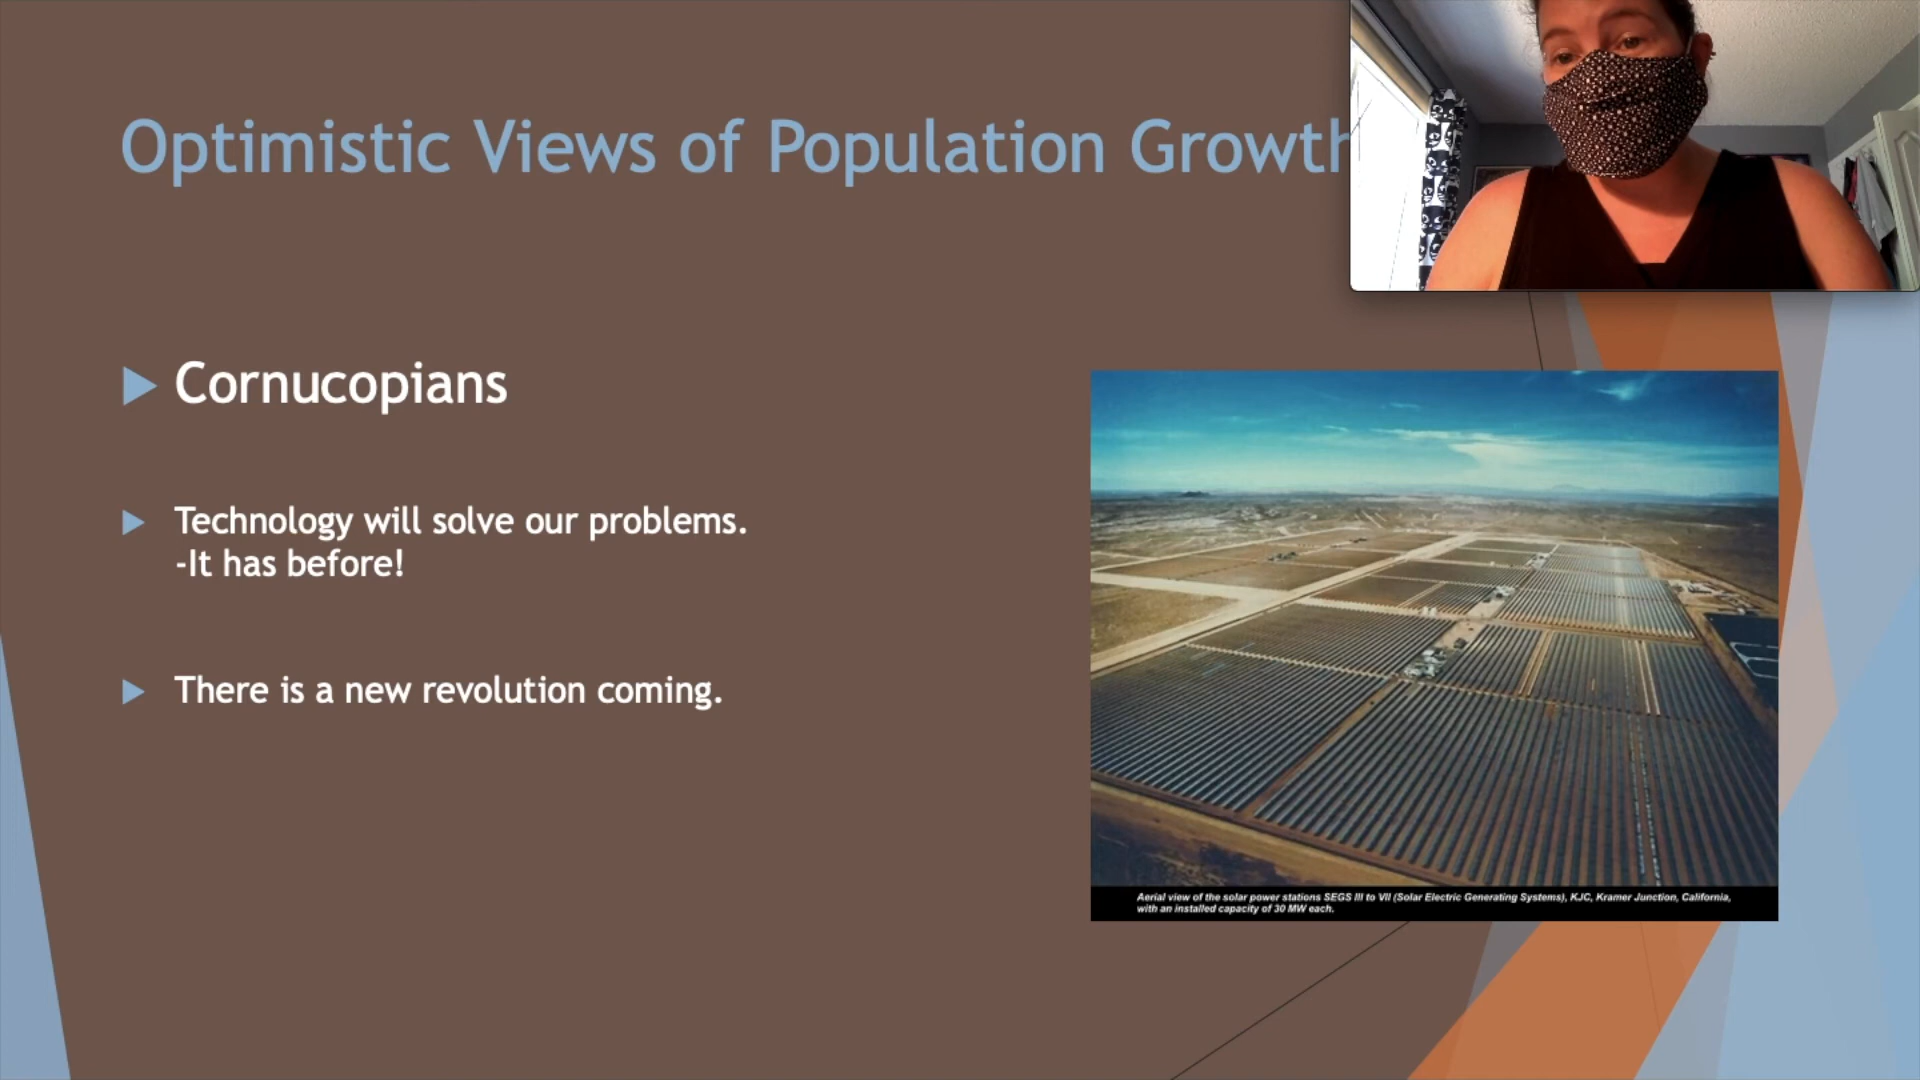 Optimistic Views of Population Growth
Cornucopians
Technology will solve our problems.
-It has before!
There is a new revolution coming.
Aerial view of the solar power stations SEGS III to VII (Solar Electric Generating Systems), KJC, Kramer Junction, California,
with an installed capacity of 30 MW each.